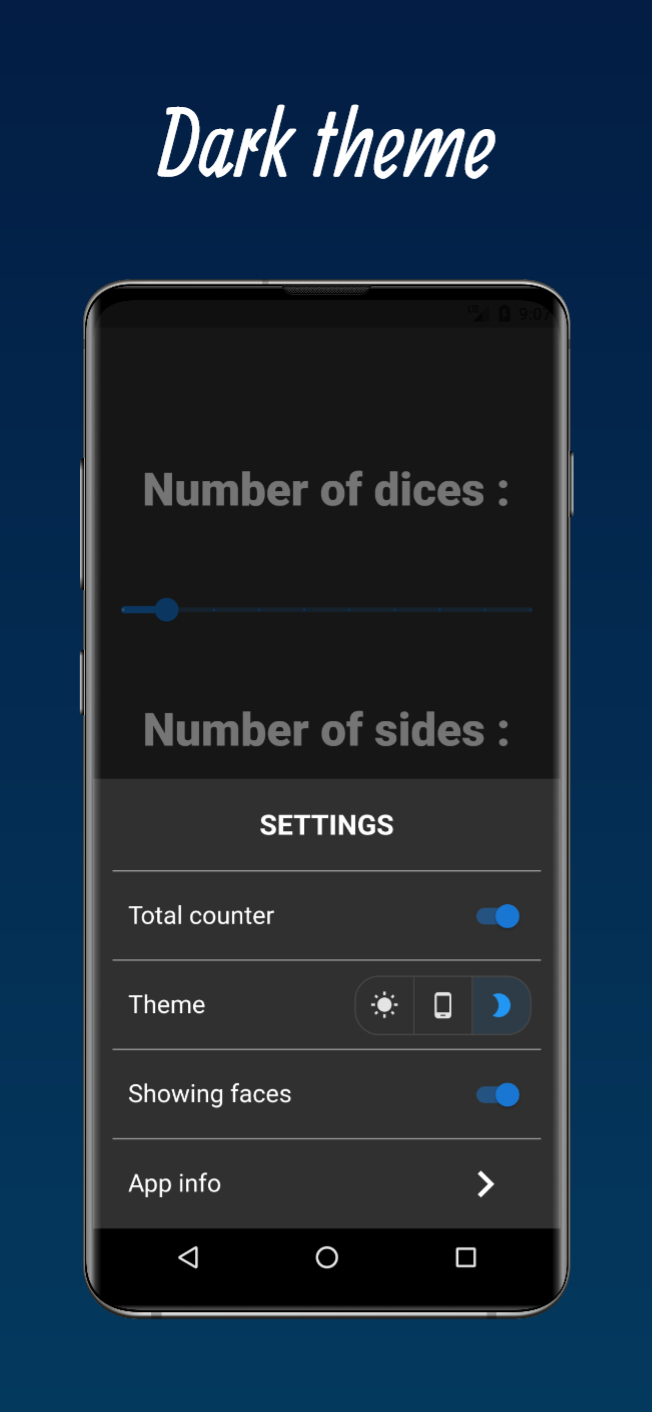 Dark theme
9:07
Number of dices :
Number of sides :
SETTINGS
Total counter
Theme
Showing faces
App info